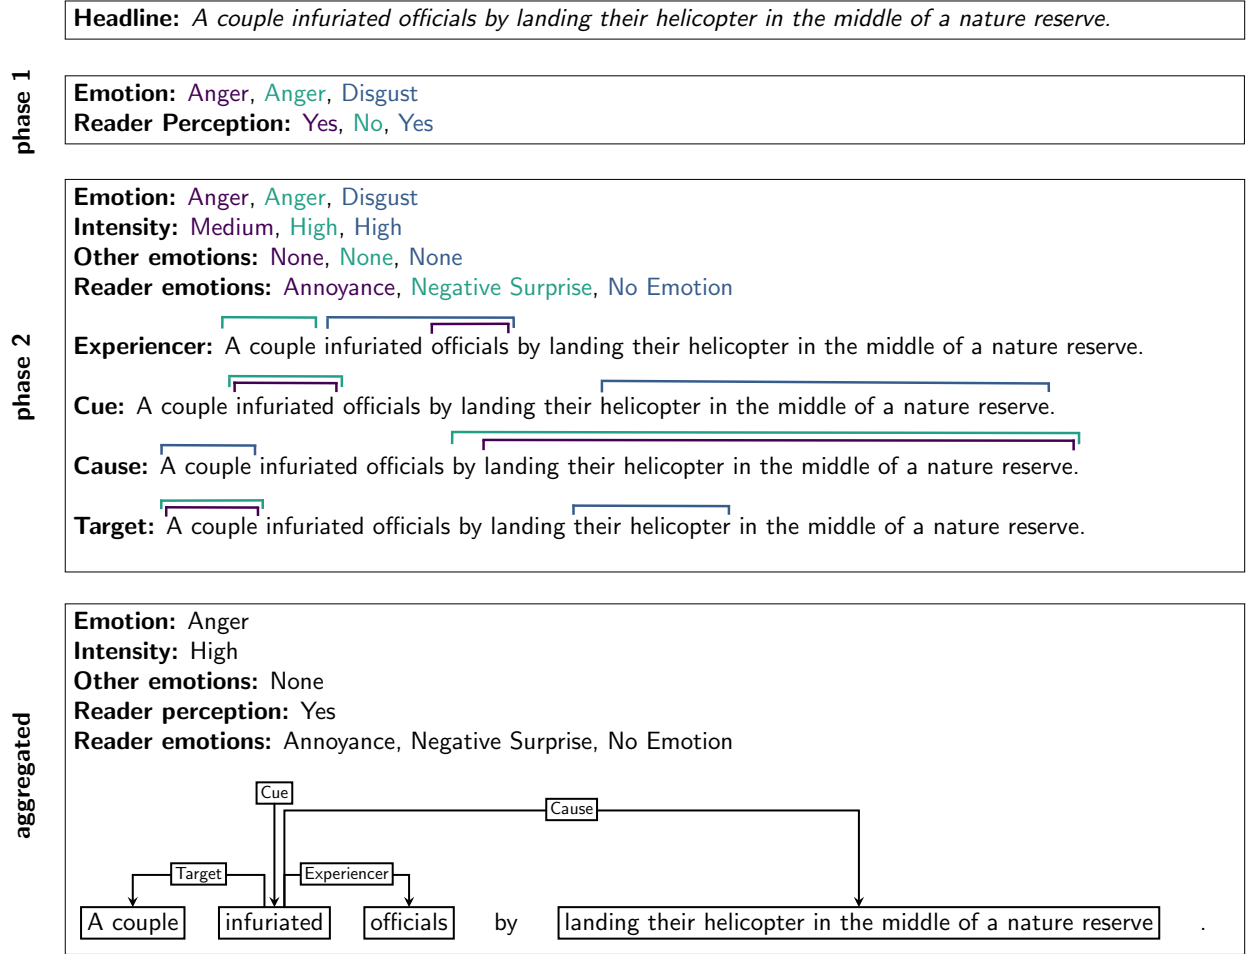 Headline: A couple infuriated officials by landing their helicopter in the middle of a nature reserve.
phase 1
Emotion: Anger, Anger, Disgust
Reader Perception: Yes, No, Yes
phase 2
Emotion: Anger, Anger, Disgust
Intensity: Medium, High, High
Other emotions: None, None, None
Reader emotions: Annoyance, Negative Surprise, No Emotion
Experiencer: A couple infuriated officials by landing their helicopter in the middle of a nature reserve.
Cue: A couple infuriated officials by landing their helicopter in the middle of a nature reserve.
Cause: A couple infuriated officials by landing their helicopter in the middle of a nature reserve.
Target: A couple infuriated officials by landing their helicopter in the middle of a nature reserve.
aggregated
Emotion: Anger
Intensity: High
Other emotions: None
Reader perception: Yes
Reader emotions: Annoyance, Negative Surprise, No Emotion
Cue
Cause
Target Experiencer
A couple infuriated officials by landing their helicopter in the middle of a nature reserve .